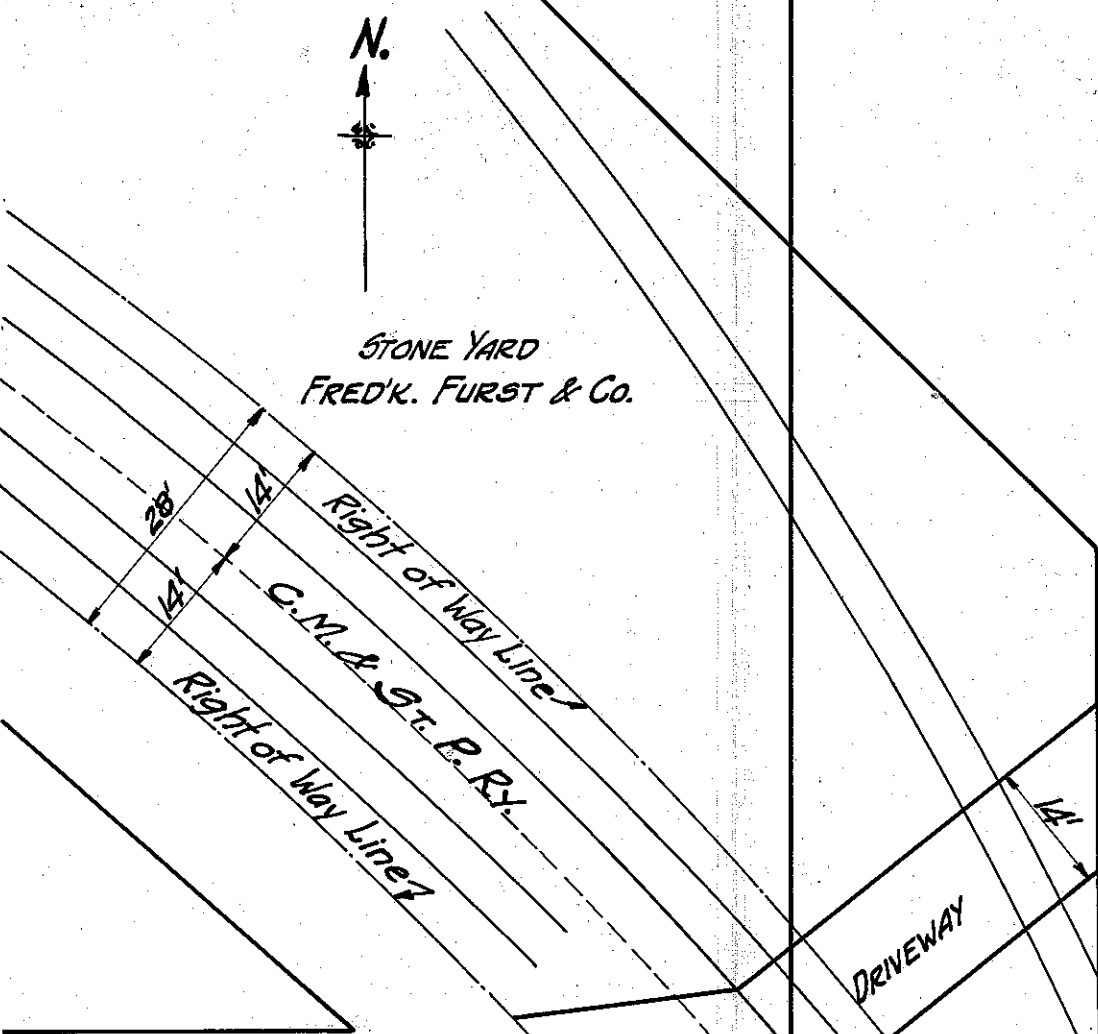 N.
STONE YARD
FRED'K. FURST & CO.
28'
14'
14'
Right of Way Line
C.M. & ST. P. RY.
Right of Way Line
14'
DRIVEWAY